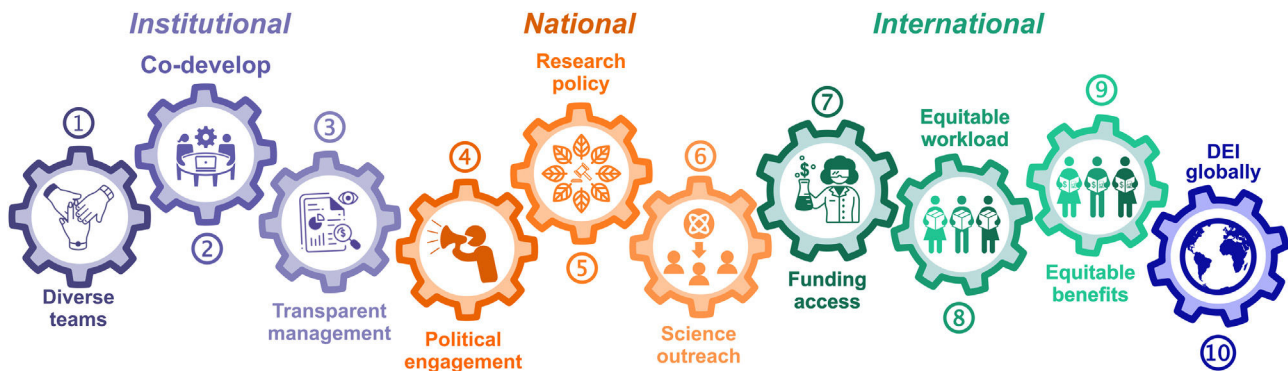 Institutional
National
International
1
Diverse
teams
Co-develop
2
3
Transparent
management
4
Political
engagement
Research
policy
5
6
Science
outreach
7
$
Funding
access
Equitable
workload
8
9
$ $ $
Equitable
benefits
DEI
globally
10